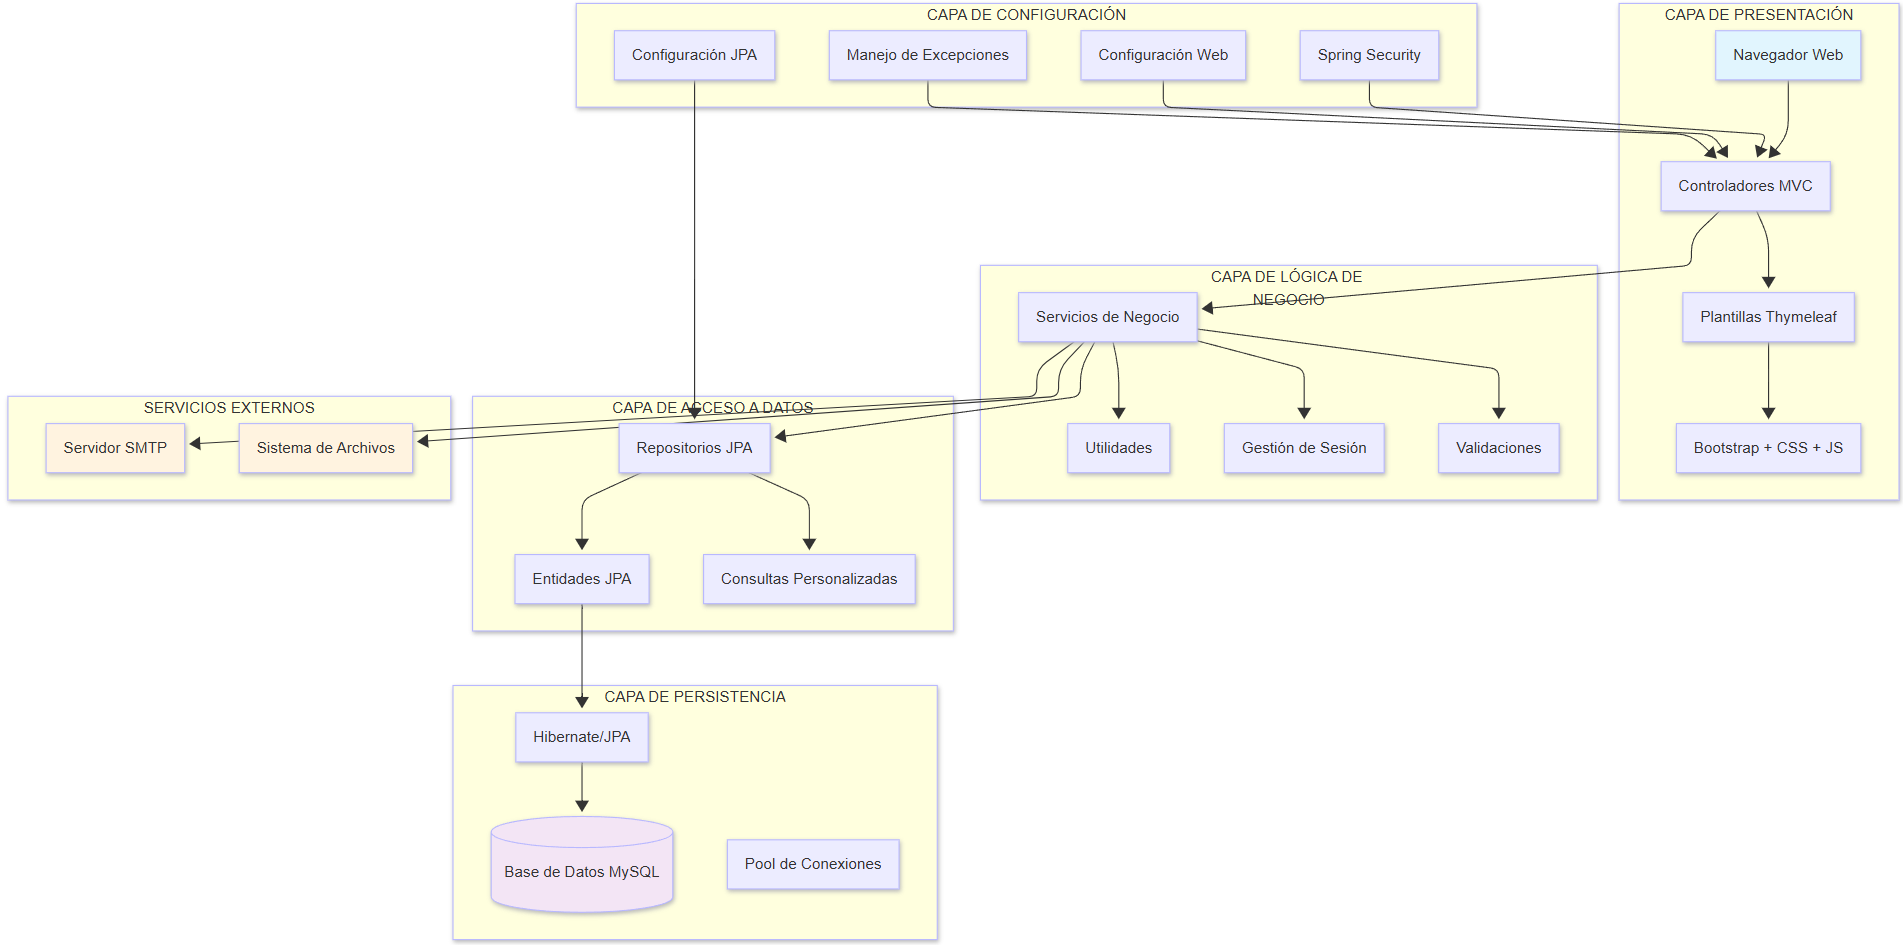 CAPA DE CONFIGURACIÓN
Configuración JPA
Manejo de Excepciones
Configuración Web
Spring Security
CAPA DE PRESENTACIÓN
Navegador Web
Controladores MVC
Plantillas Thymeleaf
Bootstrap + CSS + JS
CAPA DE LÓGICA DE
NEGOCIO
Servicios de Negocio
Utilidades
Gestión de Sesión
Validaciones
SERVICIOS EXTERNOS
Servidor SMTP
Sistema de Archivos
CAPA DE ACCESO A DATOS
Repositorios JPA
Entidades JPA
Consultas Personalizadas
CAPA DE PERSISTENCIA
Hibernate/JPA
Base de Datos MySQL
Pool de Conexiones